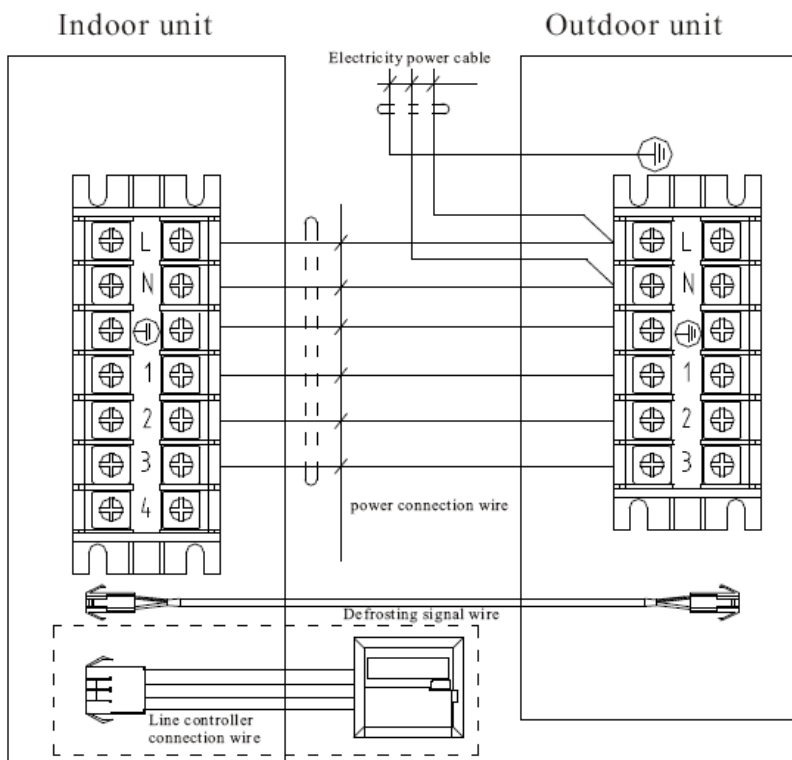 Indoor unit
Outdoor unit
Electricity power cable
L
N
1
2
3
4
L
N
1
2
3
power connection wire
Defrosting signal wire
Line controller
connection wire